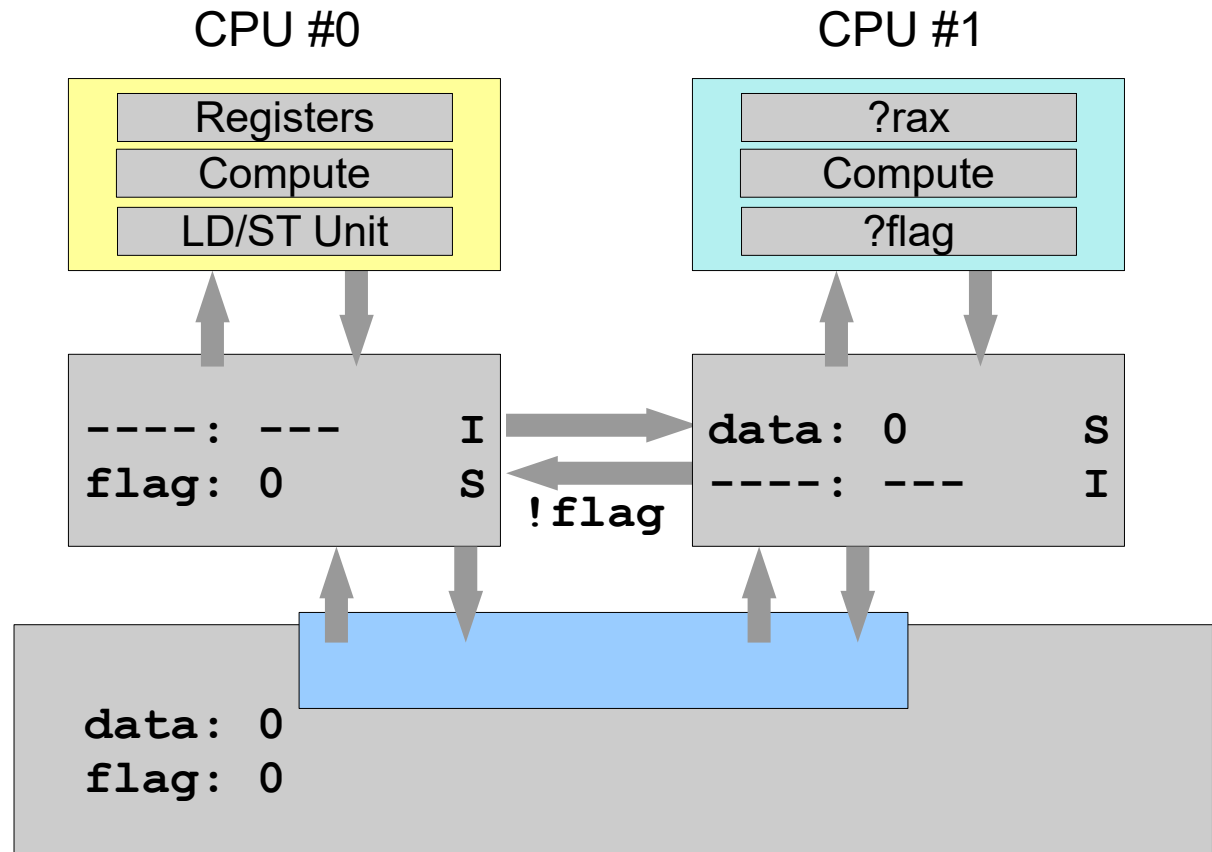 CPU #0
CPU #1
Registers
Compute
LD/ST Unit
?rax
Compute
?flag
----: --- I
flag: 0 S
!flag
data: 0 S
----: --- I
data: 0
flag: 0